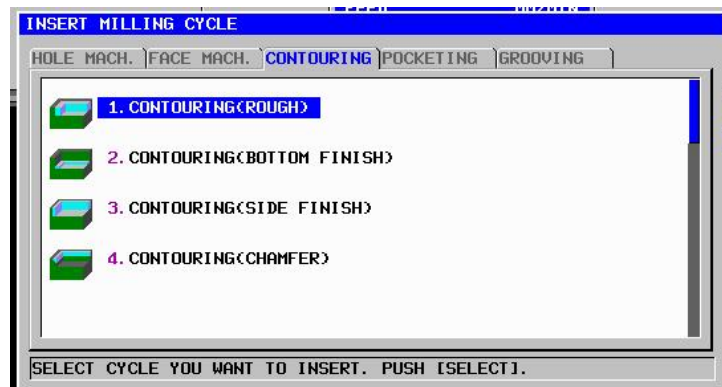 INSERT MILLING CYCLE
HOLE MACH. FACE MACH. CONTOURING POCKETING GROOVING
1. CONTOURING(ROUGH)
2. CONTOURING(BOTTOM FINISH)
3. CONTOURING(SIDE FINISH)
4. CONTOURING(CHAMFER)
SELECT CYCLE YOU WANT TO INSERT. PUSH [SELECT].